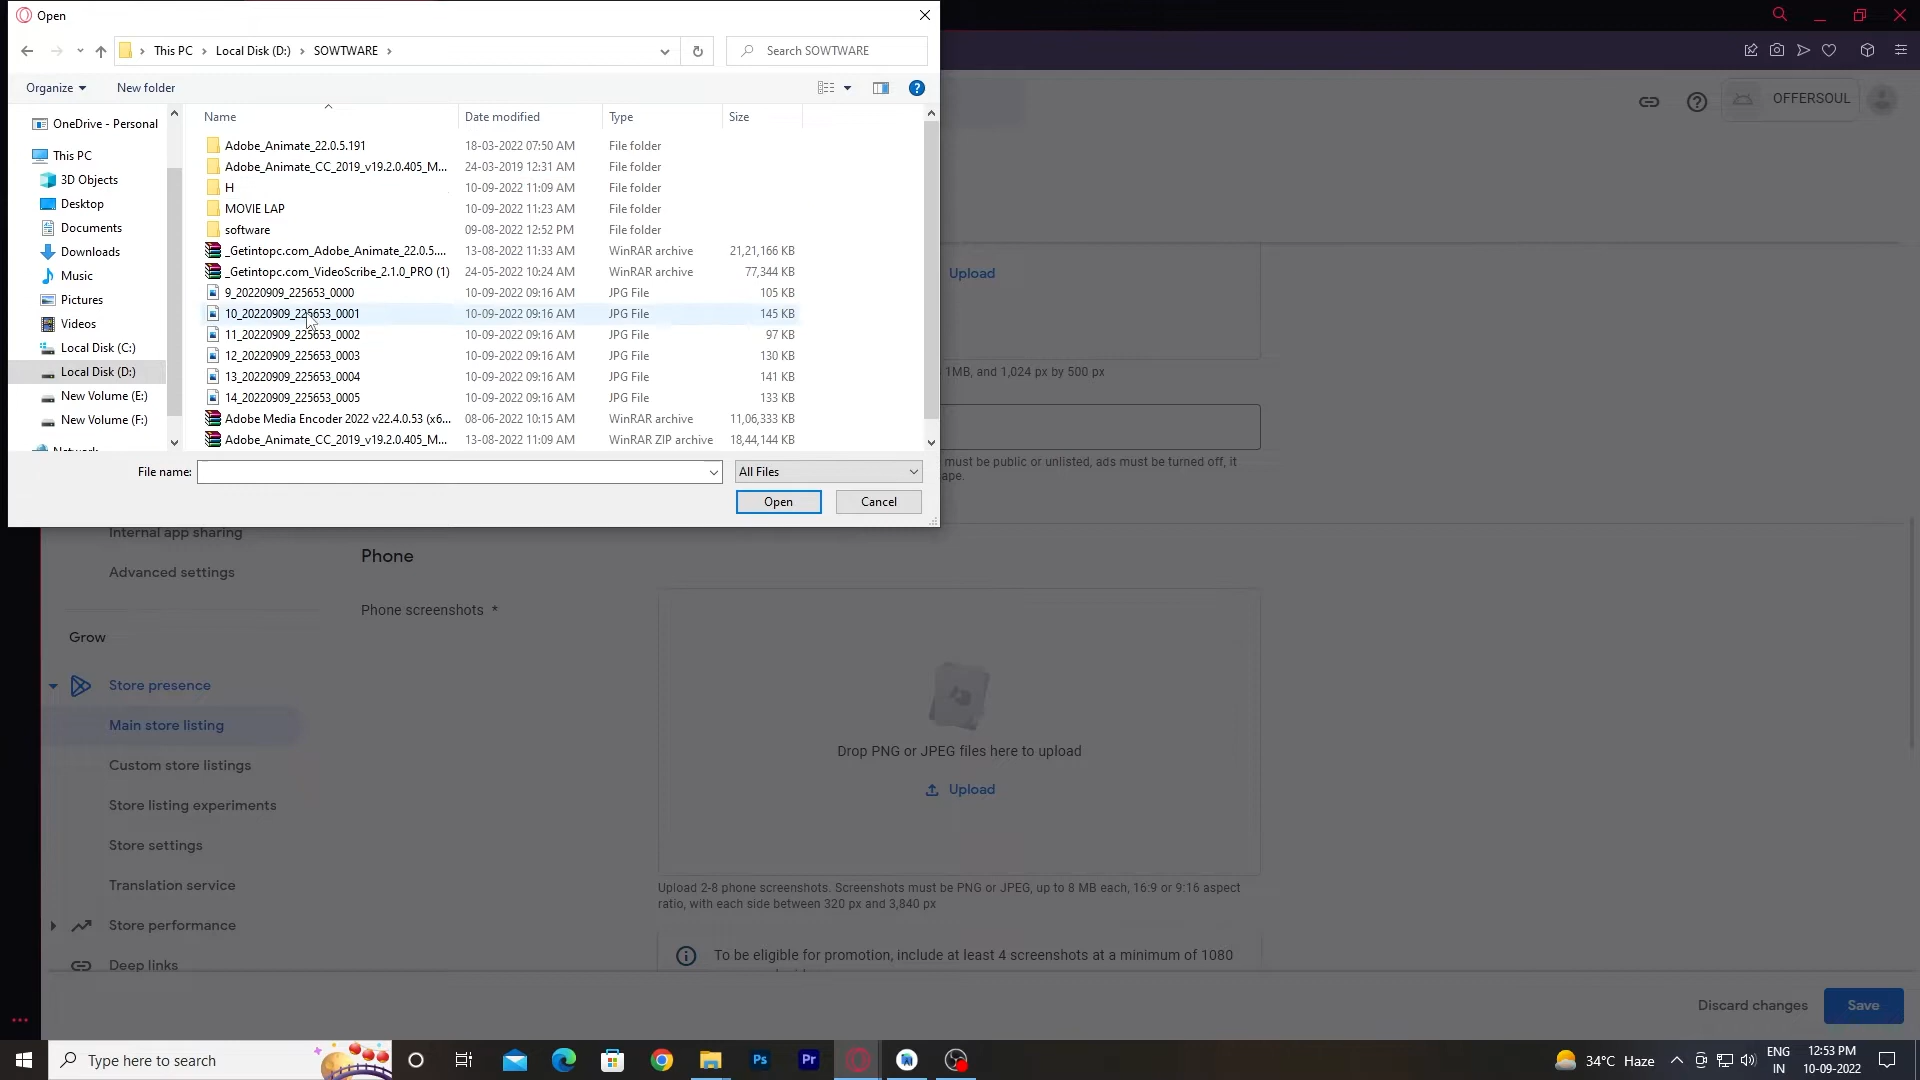 Open
This PC
Local Disk (D:)
SOWTWARE
Search SOWTWARE
Organize
New folder
OneDrive - Personal
This PC
3D Objects
Desktop
Documents
Downloads
Music
Pictures
Videos
Local Disk (C:)
Local Disk (D:)
New Volume (E:)
New Volume (F:)
Name Date modified Type Size
Adobe_Animate_22.0.5.191 18-03-2022 07:50 AM File folder
Adobe_Animate_CC_2019_v19.2.0.405_M... 24-03-2019 12:31 AM File folder
H 10-09-2022 11:09 AM File folder
MOVIE LAP 10-09-2022 11:23 AM File folder
software 09-08-2022 12:52 PM File folder
_Getintopc.com_Adobe_Animate_22.0.5.... 13-08-2022 11:33 AM WinRAR archive 21,21,166 KB
_Getintopc.com_VideoScribe_2.1.0_PRO (1) 24-05-2022 10:24 AM WinRAR archive 77,344 KB
9_20220909_225653_0000 10-09-2022 09:16 AM JPG File 105 KB
10_20220909_225653_0001 10-09-2022 09:16 AM JPG File 145 KB
11_20220909_225653_0002 10-09-2022 09:16 AM JPG File 97 KB
12_20220909_225653_0003 10-09-2022 09:16 AM JPG File 130 KB
13_20220909_225653_0004 10-09-2022 09:16 AM JPG File 141 KB
14_20220909_225653_0005 10-09-2022 09:16 AM JPG File 133 KB
Adobe Media Encoder 2022 v22.4.0.53 (x6... 08-06-2022 10:15 AM WinRAR archive 11,06,333 KB
Adobe_Animate_CC_2019_v19.2.0.405_M... 13-08-2022 11:09 AM WinRAR ZIP archive 18,44,144 KB
File name:
All Files
Open
Cancel
OFFERSOUL
Upload
1MB, and 1,024 px by 500 px
must be public or unlisted, ads must be turned off, it
ape.
Internal app sharing
Advanced settings
Grow
Store presence
Main store listing
Custom store listings
Store listing experiments
Store settings
Translation service
Store performance
Deep links
Phone
Phone screenshots *
Drop PNG or JPEG files here to upload
Upload
Upload 2-8 phone screenshots. Screenshots must be PNG or JPEG, up to 8 MB each, 16:9 or 9:16 aspect
ratio, with each side between 320 px and 3,840 px
To be eligible for promotion, include at least 4 screenshots at a minimum of 1080
Discard changes
Save
Type here to search
Ps
Pr
34°C Haze
ENG
IN
12:53 PM
10-09-2022